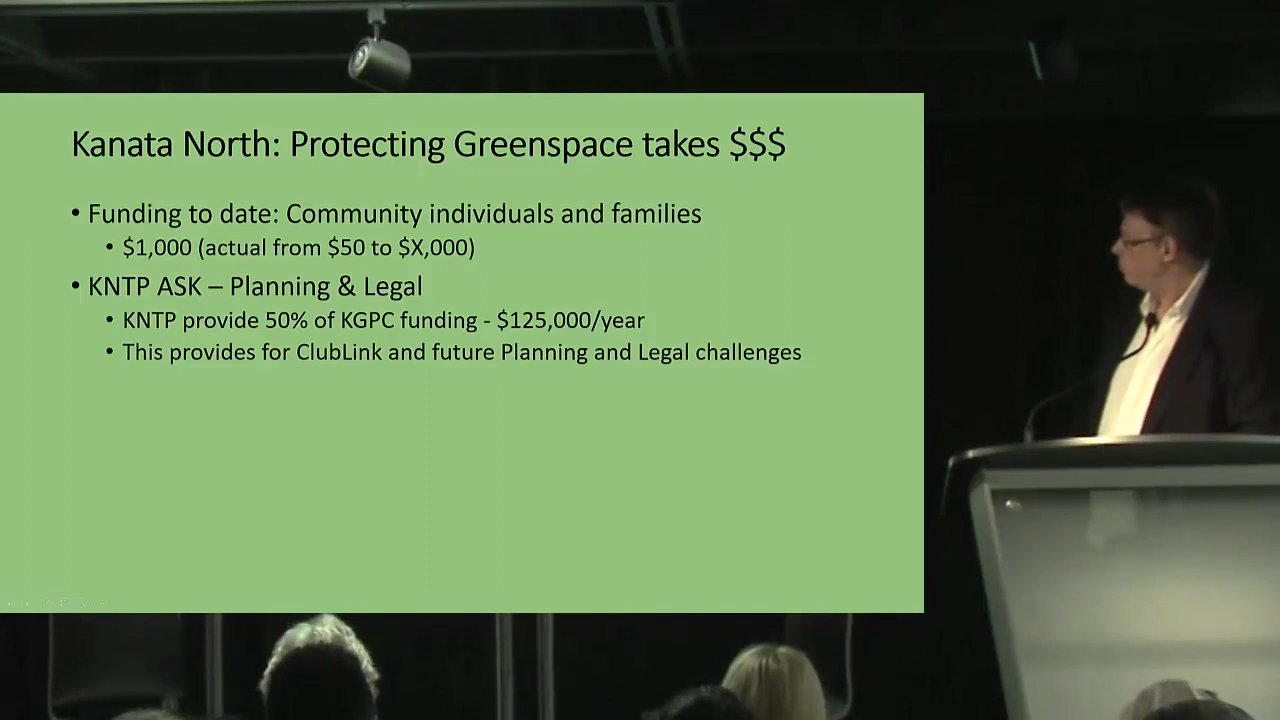 Kanata North: Protecting Greenspace takes $$$
• Funding to date: Community individuals and families
• $1,000 (actual from $50 to $X,000)
• KNTP ASK – Planning & Legal
• KNTP provide 50% of KGPC funding - $125,000/year
• This provides for ClubLink and future Planning and Legal challenges